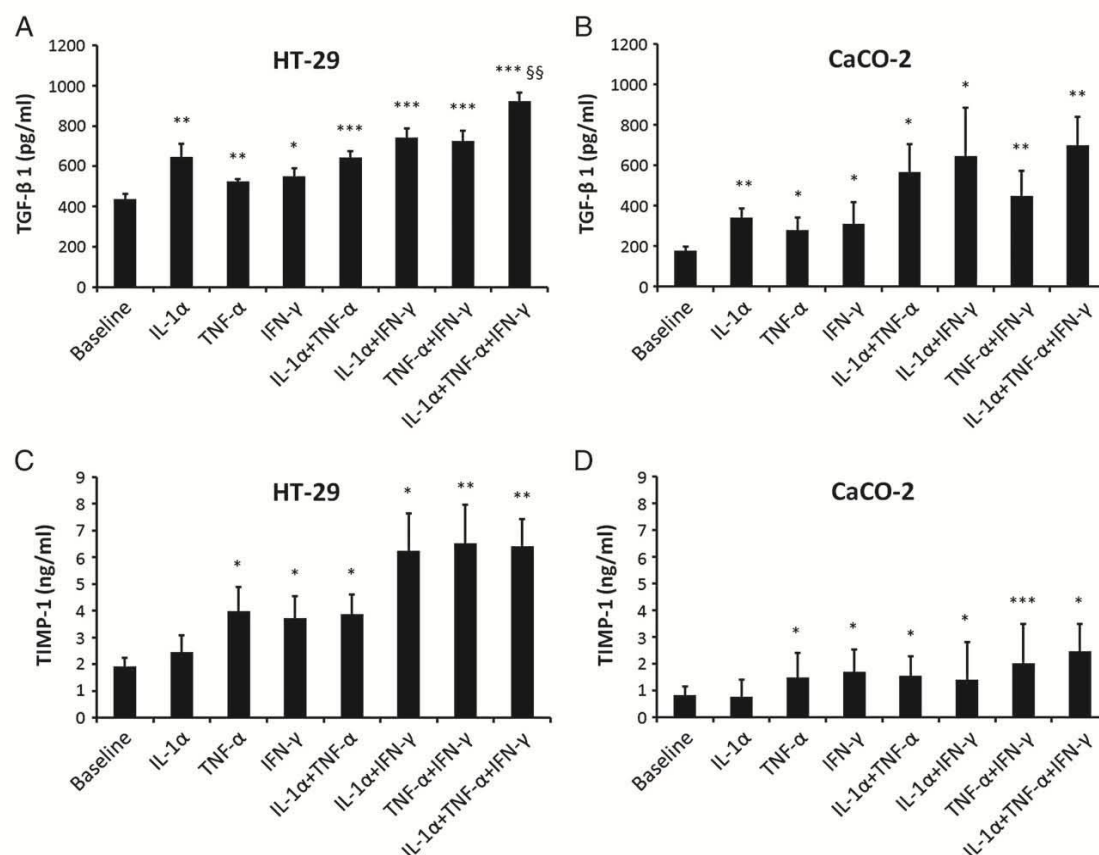 A
HT-29
TGF-β 1 (pg/ml)
1200
1000
800
600
400
200
0
** ** * *** *** *** *** §§
Baseline
IL-1α
TNF-α
IFN-γ
IL-1α+TNF-α
IL-1α+IFN-γ
TNF-α+IFN-γ
IL-1α+TNF-α+IFN-γ
B
CaCO-2
TGF-β 1 (pg/ml)
1200
1000
800
600
400
200
0
** * * * * ** **
Baseline
IL-1α
TNF-α
IFN-γ
IL-1α+TNF-α
IL-1α+IFN-γ
TNF-α+IFN-γ
IL-1α+TNF-α+IFN-γ
C
HT-29
TIMP-1 (ng/ml)
9
8
7
6
5
4
3
2
1
0
* * * * ** **
Baseline
IL-1α
TNF-α
IFN-γ
IL-1α+TNF-α
IL-1α+IFN-γ
TNF-α+IFN-γ
IL-1α+TNF-α+IFN-γ
D
CaCO-2
TIMP-1 (ng/ml)
9
8
7
6
5
4
3
2
1
0
* * * * *** *
Baseline
IL-1α
TNF-α
IFN-γ
IL-1α+TNF-α
IL-1α+IFN-γ
TNF-α+IFN-γ
IL-1α+TNF-α+IFN-γ